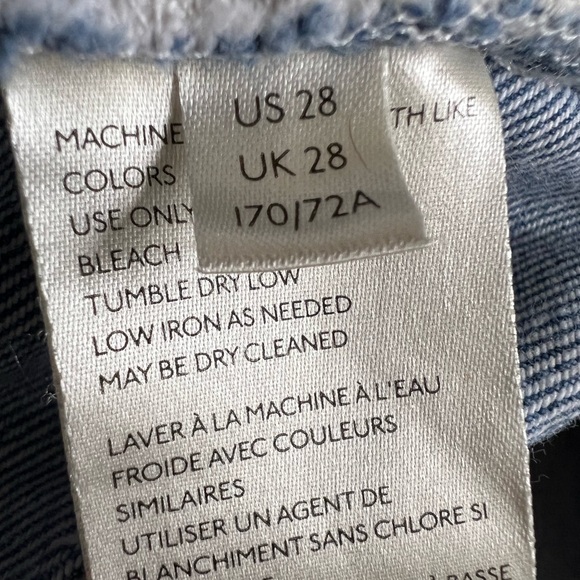 US 28
UK 28
170/72A
MACHINE TH LIKE
COLORS
USE ONLY
BLEACH
TUMBLE DRY LOW
LOW IRON AS NEEDED
MAY BE DRY CLEANED
LAVER À LA MACHINE À L'EAU
FROIDE AVEC COULEURS
SIMILAIRES
UTILISER UN AGENT DE
BLANCHIMENT SANS CHLORE SI